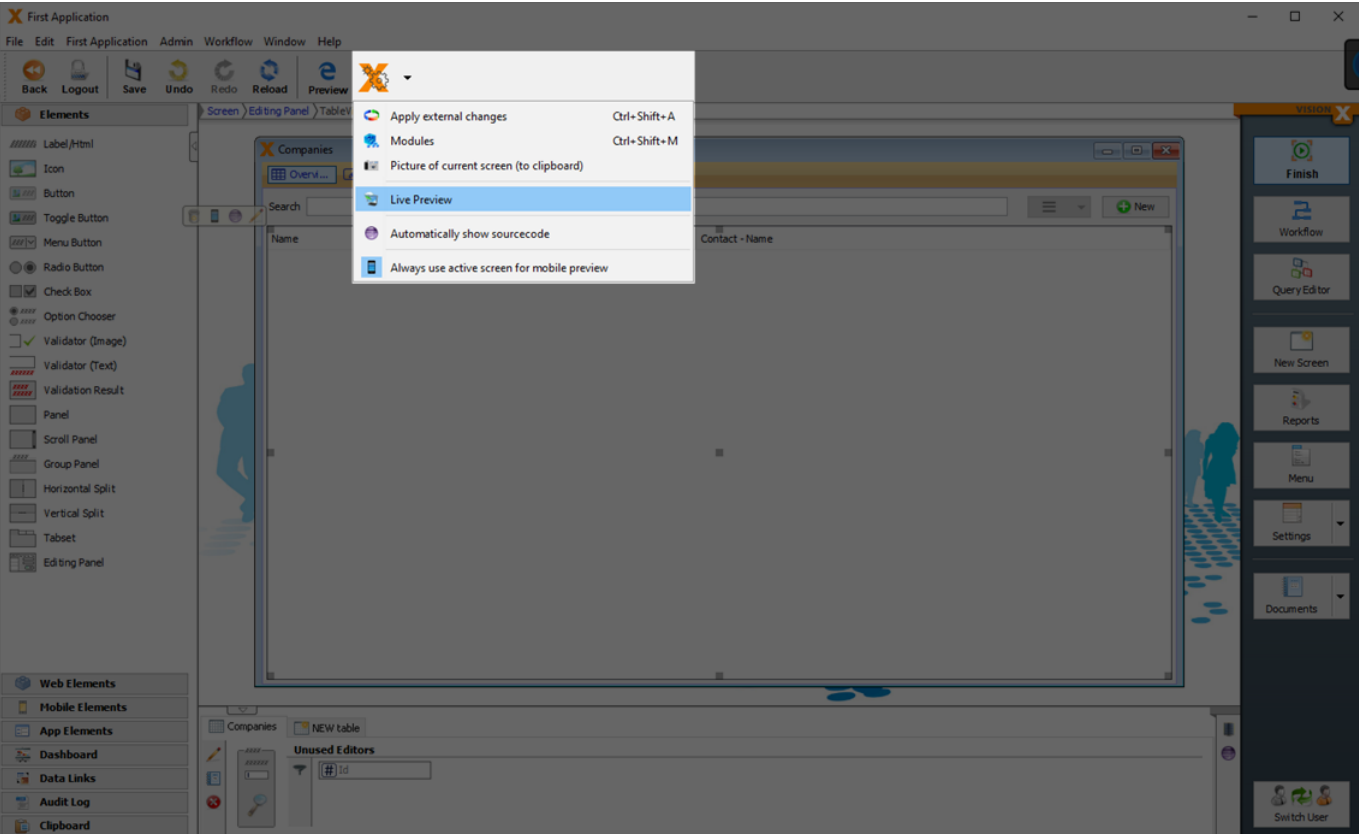 First Application
File Edit First Application Admin Workflow Window Help
Back Logout Save Undo Redo Reload Preview
Elements
Label/Html
Icon
Button
Toggle Button
Menu Button
Radio Button
Check Box
Option Chooser
Validator (Image)
Validator (Text)
Validation Result
Panel
Scroll Panel
Group Panel
Horizontal Split
Vertical Split
Tabset
Editing Panel
Web Elements
Mobile Elements
App Elements
Dashboard
Data Links
Audit Log
Clipboard
Screen Editing Panel TableV
Apply external changes Ctrl+Shift+A
Modules Ctrl+Shift+M
Picture of current screen (to clipboard)
Live Preview
Automatically show sourcecode
Always use active screen for mobile preview
Companies
Overvi...
Search
New
Name Contact - Name
Companies NEW table
Unused Editors
# Id
VISION X
Finish
Workflow
Query Editor
New Screen
Reports
Menu
Settings
Documents
Switch User